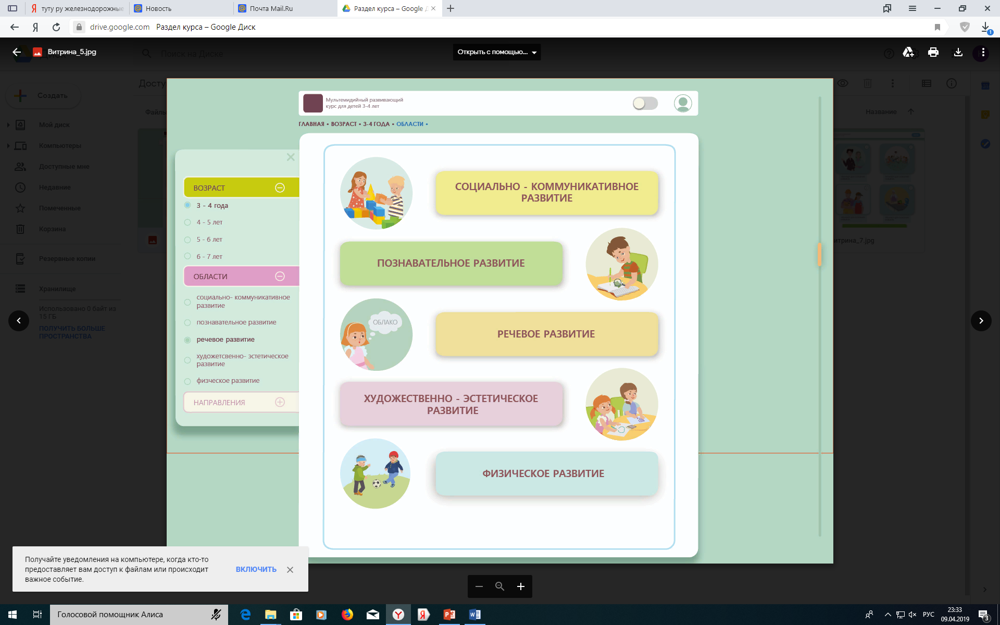 туту ру железнодорожные
Новость
Почта Mail.Ru
Раздел курса – Google Д
drive.google.com Раздел курса – Google Диск
Витрина_5.jpg
Поиск на Диске
Открыть с помощью...
Создать
Мой диск
Компьютеры
Доступные мне
Недавние
Помеченные
Корзина
Резервные копии
Хранилище
Использовано 0 байт из
15 ГБ
ПОЛУЧИТЬ БОЛЬШЕ
ПРОСТРАНСТВА
Название
Мультемидийный развивающий
курс для детей 3-4 лет
ГЛАВНАЯ • ВОЗРАСТ • 3-4 ГОДА • ОБЛАСТИ •
ВОЗРАСТ
3 - 4 года
4 - 5 лет
5 - 6 лет
6 - 7 лет
ОБЛАСТИ
социально- коммуникативное
развитие
познавательное развитие
речевое развитие
художетсвенно- эстетическое
развитие
физческое развитие
НАПРАВЛЕНИЯ
СОЦИАЛЬНО - КОММУНИКАТИВНОЕ
РАЗВИТИЕ
ПОЗНАВАТЕЛЬНОЕ РАЗВИТИЕ
ОБЛАКО
РЕЧЕВОЕ РАЗВИТИЕ
ХУДОЖЕСТВЕННО - ЭСТЕТИЧЕСКОЕ
РАЗВИТИЕ
ФИЗИЧЕСКОЕ РАЗВИТИЕ
итрина_7.jpg
Получайте уведомления на компьютере, когда кто-то
предоставляет вам доступ к файлам или происходит
важное событие.
ВКЛЮЧИТЬ
Голосовой помощник Алиса
РУС
23:33
09.04.2019
3